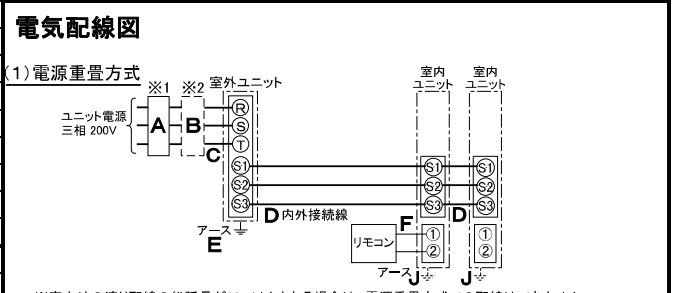 電気配線図
(1)電源重畳方式
※1 ※2 室外ユニット
室内
ユニット
室内
ユニット
ユニット電源
三相 200V
A
B
C
R
S
T
S1
S2
S3
S1
S2
S3
S1
S2
S3
D 内外接続線
D
アース
E
F
リモコン
①
②
①
②
アース J
J